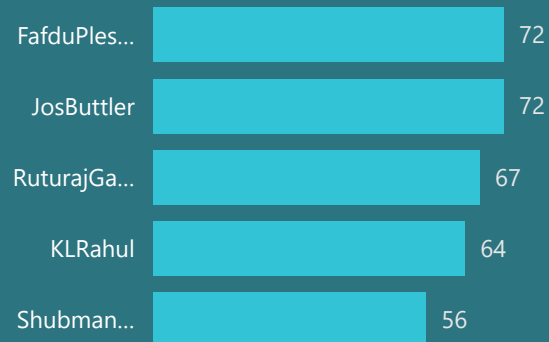 FafduPles... 72
JosButtler 72
RuturajGa... 67
KLRahul 64
Shubman... 56